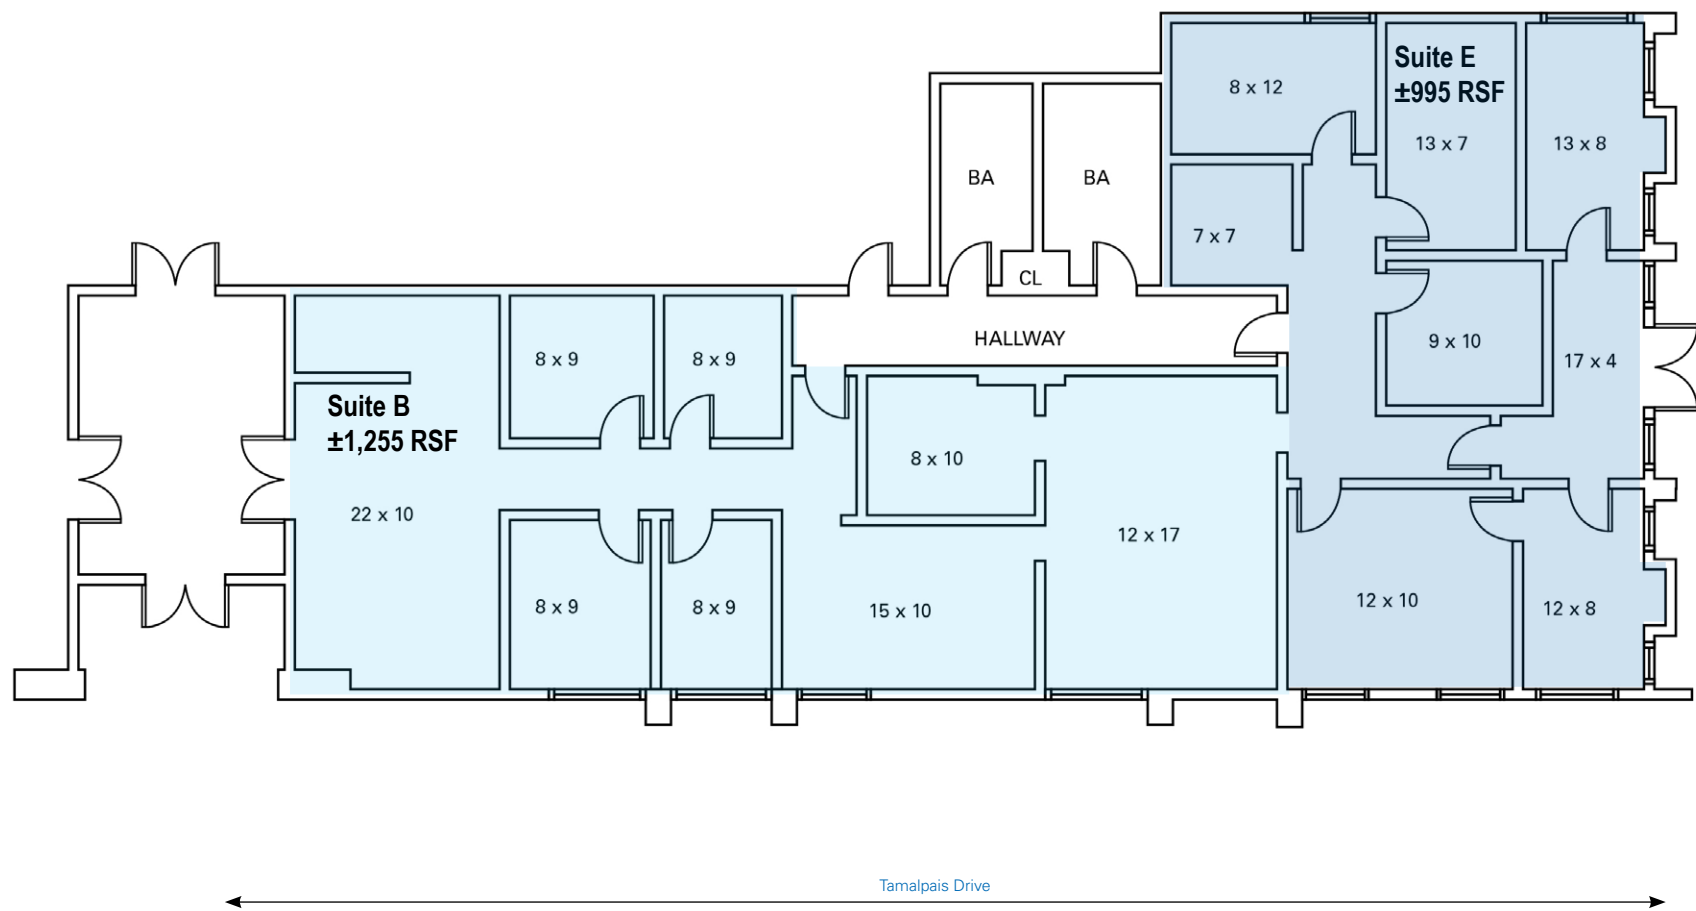 Suite E
±995 RSF
8 x 12
13 x 7
13 x 8
BA
BA
7 x 7
CL
HALLWAY
9 x 10
17 x 4
8 x 9
8 x 9
Suite B
±1,255 RSF
8 x 10
22 x 10
12 x 17
8 x 9
8 x 9
15 x 10
12 x 10
12 x 8
Tamalpais Drive